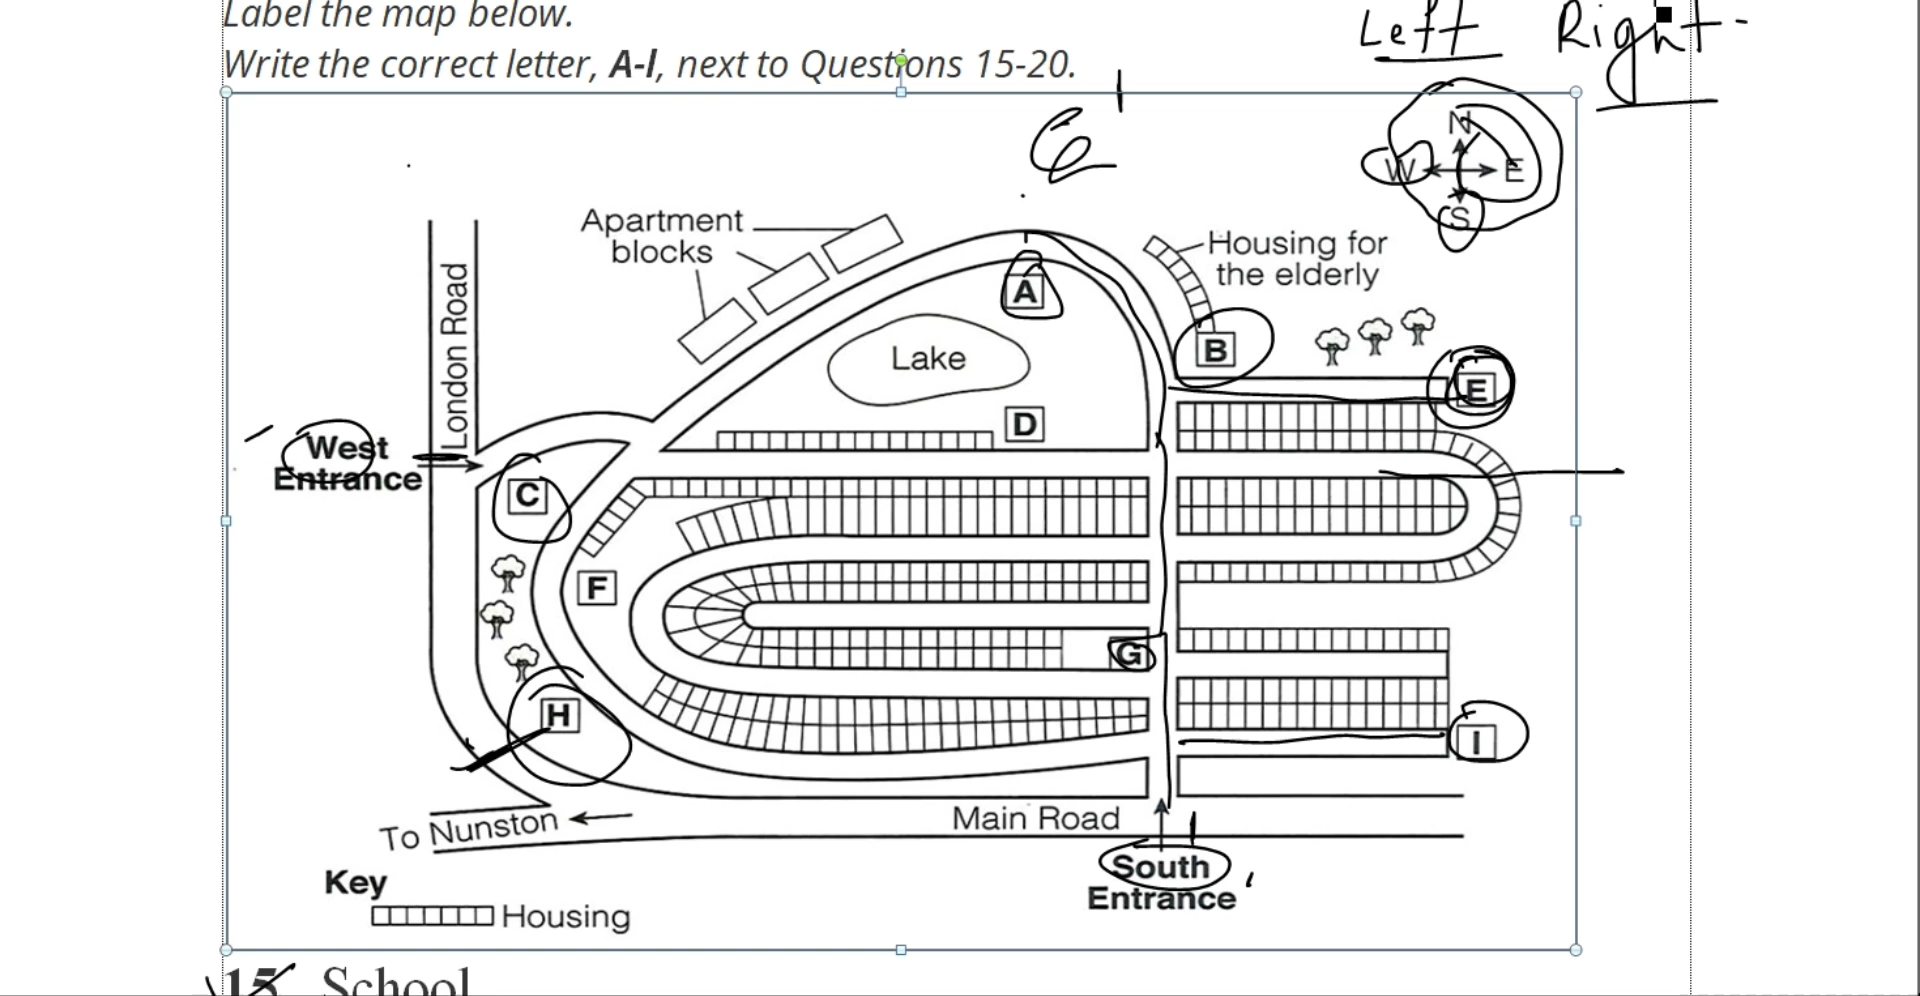 Label the map below.
Left Right
Write the correct letter, A-I, next to Questions 15-20.
N
W E
S
Apartment
blocks
Housing for
the elderly
A
B
Lake
London Road
E
D
West
Entrance
C
F
G
H
I
Main Road
To Nunston
South
Entrance
Key
Housing
15 School